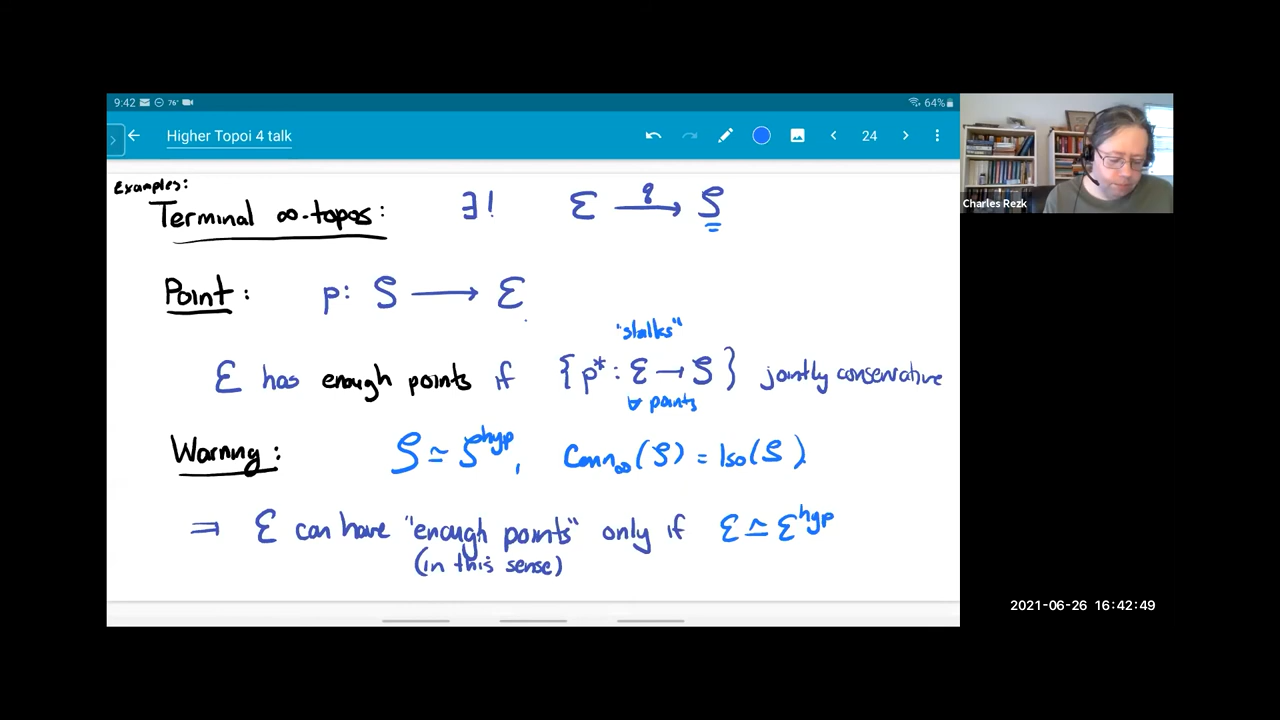 9:42 76° 64%
Higher Topoi 4 talk 24
Examples:
Terminal ∞-topos: ∃! ℰ →q 𝒮
Point: p: 𝒮 ⟶ ℰ
"stalks"
ℰ has enough points if {p* : ℰ → 𝒮} jointly conservative
∀ points
Warning: 𝒮 ≃ 𝒮^hyp, Conn_∞(𝒮) = Iso(𝒮).
⇒ ℰ can have "enough points" only if ℰ ≃ ℰ^hyp
(in this sense)
Charles Rezk
2021-06-26 16:42:49